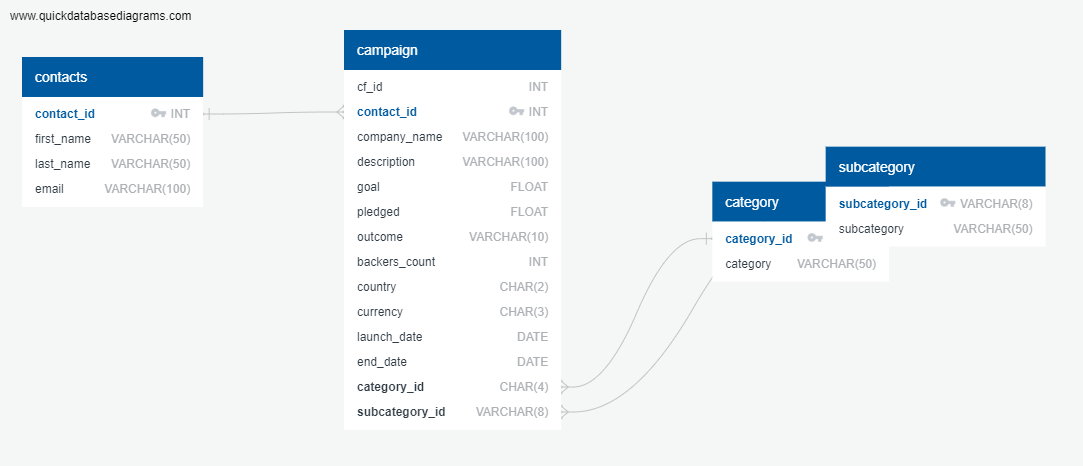 www.quickdatabasediagrams.com
contacts
contact_id INT
first_name VARCHAR(50)
last_name VARCHAR(50)
email VARCHAR(100)
campaign
cf_id INT
contact_id INT
company_name VARCHAR(100)
description VARCHAR(100)
goal FLOAT
pledged FLOAT
outcome VARCHAR(10)
backers_count INT
country CHAR(2)
currency CHAR(3)
launch_date DATE
end_date DATE
category_id CHAR(4)
subcategory_id VARCHAR(8)
category
category_id
category VARCHAR(50)
subcategory
subcategory_id VARCHAR(8)
subcategory VARCHAR(50)